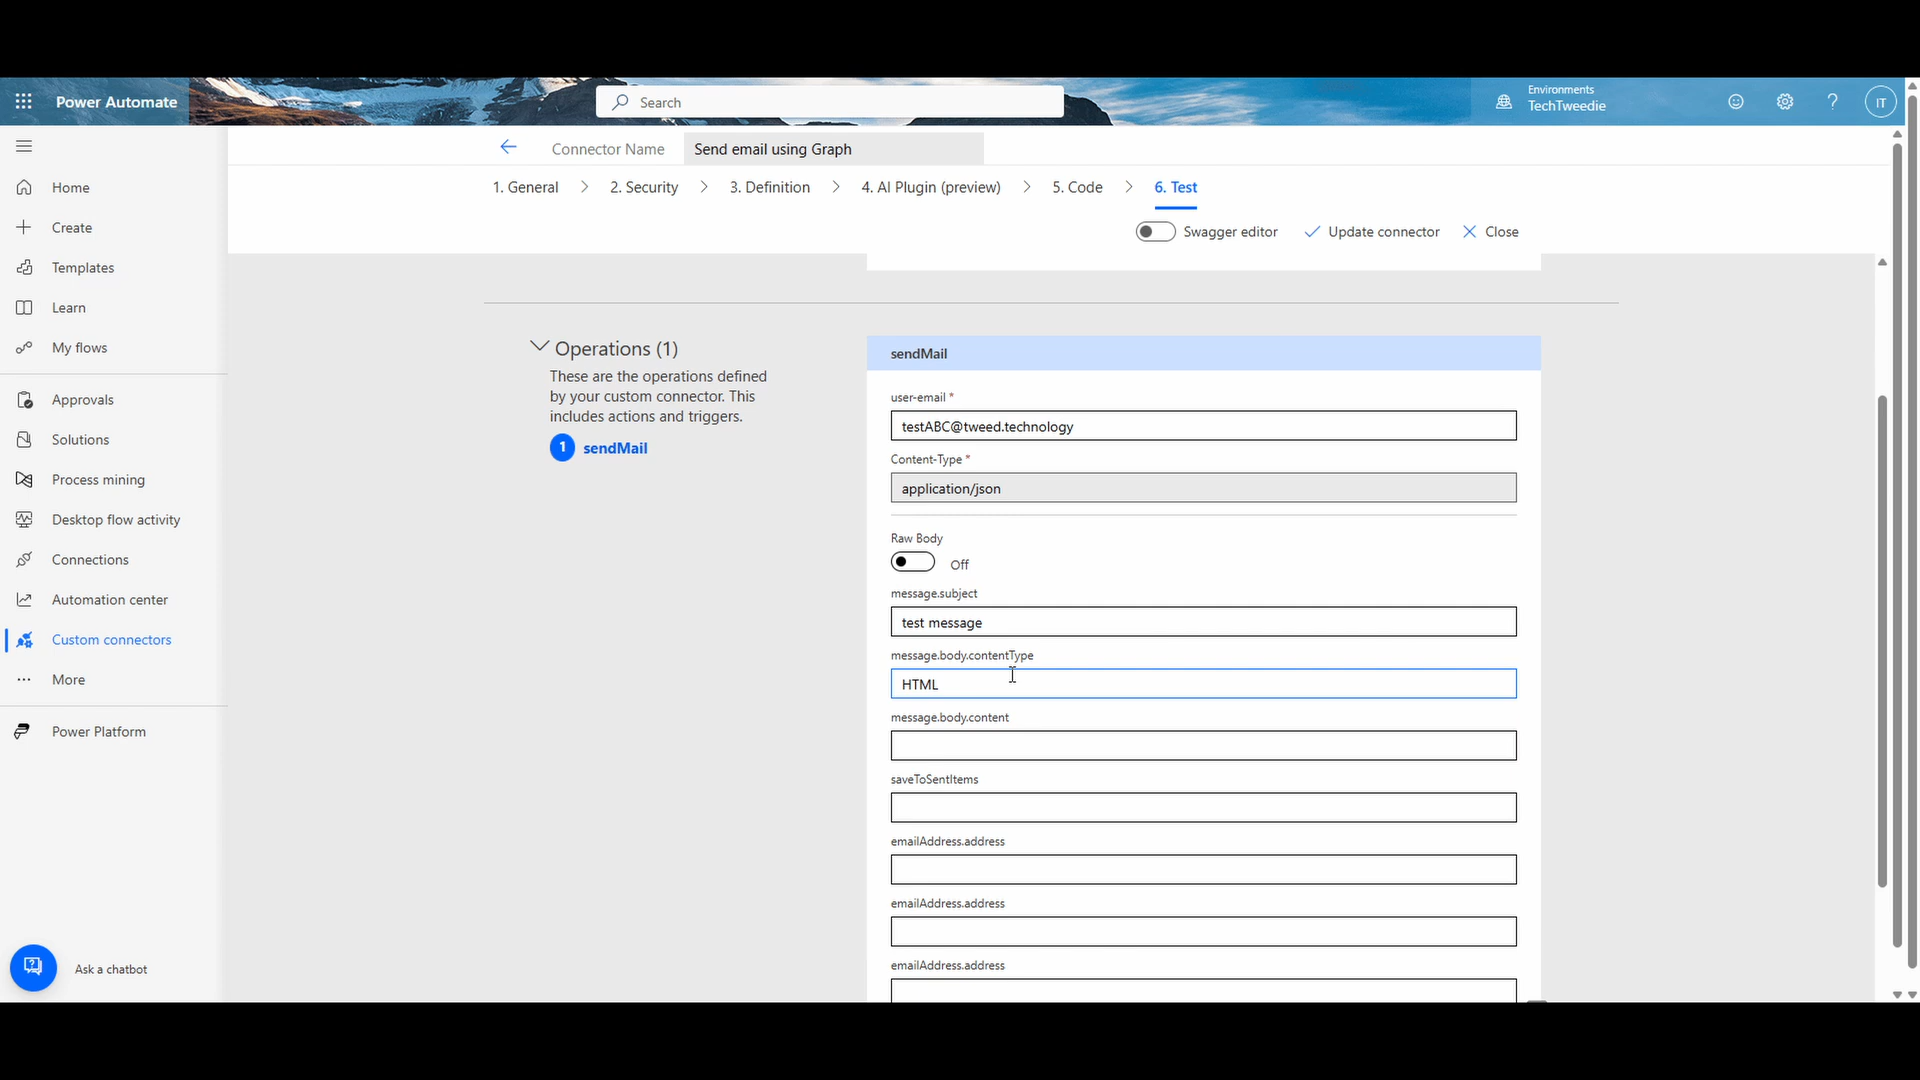 Power Automate
Search
Environments
TechTweedie
IT
Connector Name
Send email using Graph
1. General
2. Security
3. Definition
4. AI Plugin (preview)
5. Code
6. Test
Swagger editor
Update connector
Close
Home
Create
Templates
Learn
My flows
Approvals
Solutions
Process mining
Desktop flow activity
Connections
Automation center
Custom connectors
More
Power Platform
Ask a chatbot
Operations (1)
These are the operations defined
by your custom connector. This
includes actions and triggers.
1 sendMail
sendMail
user-email *
testABC@tweed.technology
Content-Type *
application/json
Raw Body
Off
message.subject
test message
message.body.contentType
HTML
message.body.content
saveToSentItems
emailAddress.address
emailAddress.address
emailAddress.address